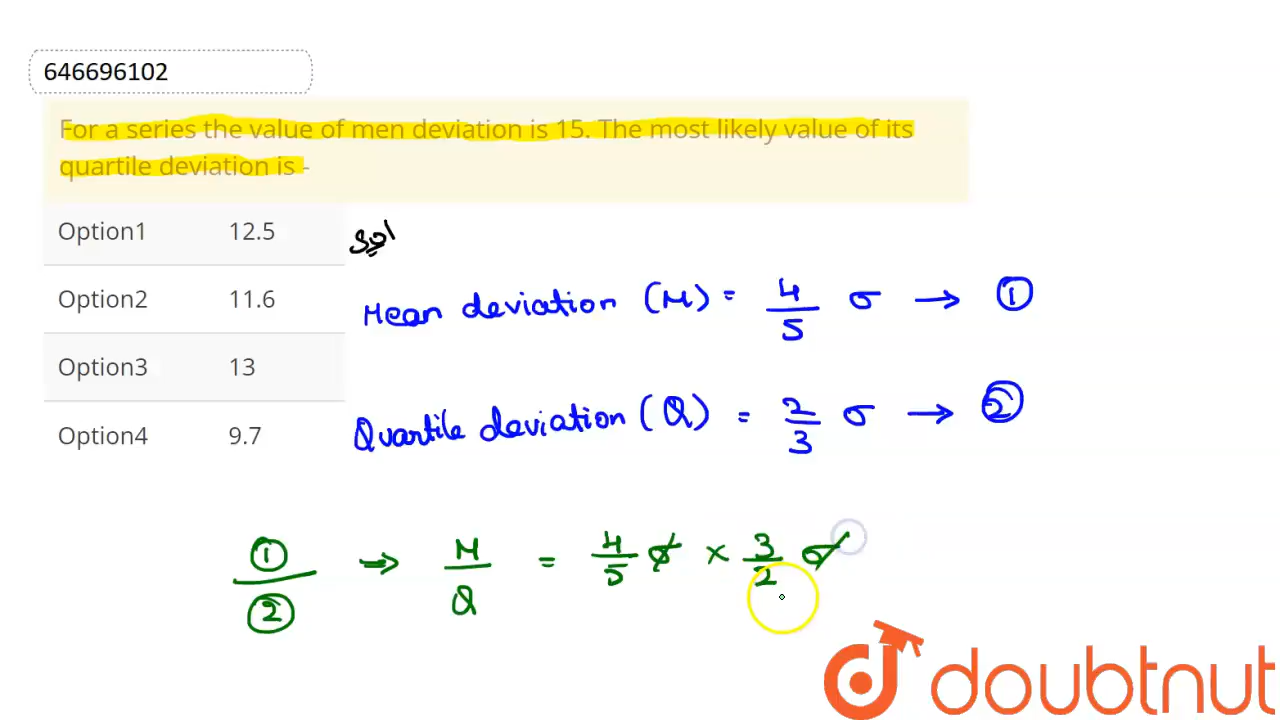 646696102
For a series the value of men deviation is 15. The most likely value of its
quartile deviation is -
Option1 12.5
Option2 11.6
Option3 13
Option4 9.7
Sol
Mean deviation (M) = 4/5 σ → ①
Quartile deviation (Q) = 2/3 σ → ②
①/② ⇒ M/Q = 4/5 σ × 3/2 σ
doubtnut